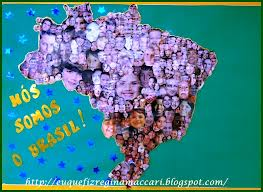 NÓS
SOMOS
O BRASIL!
http://euquefizreginamaccari.blogspot.com/